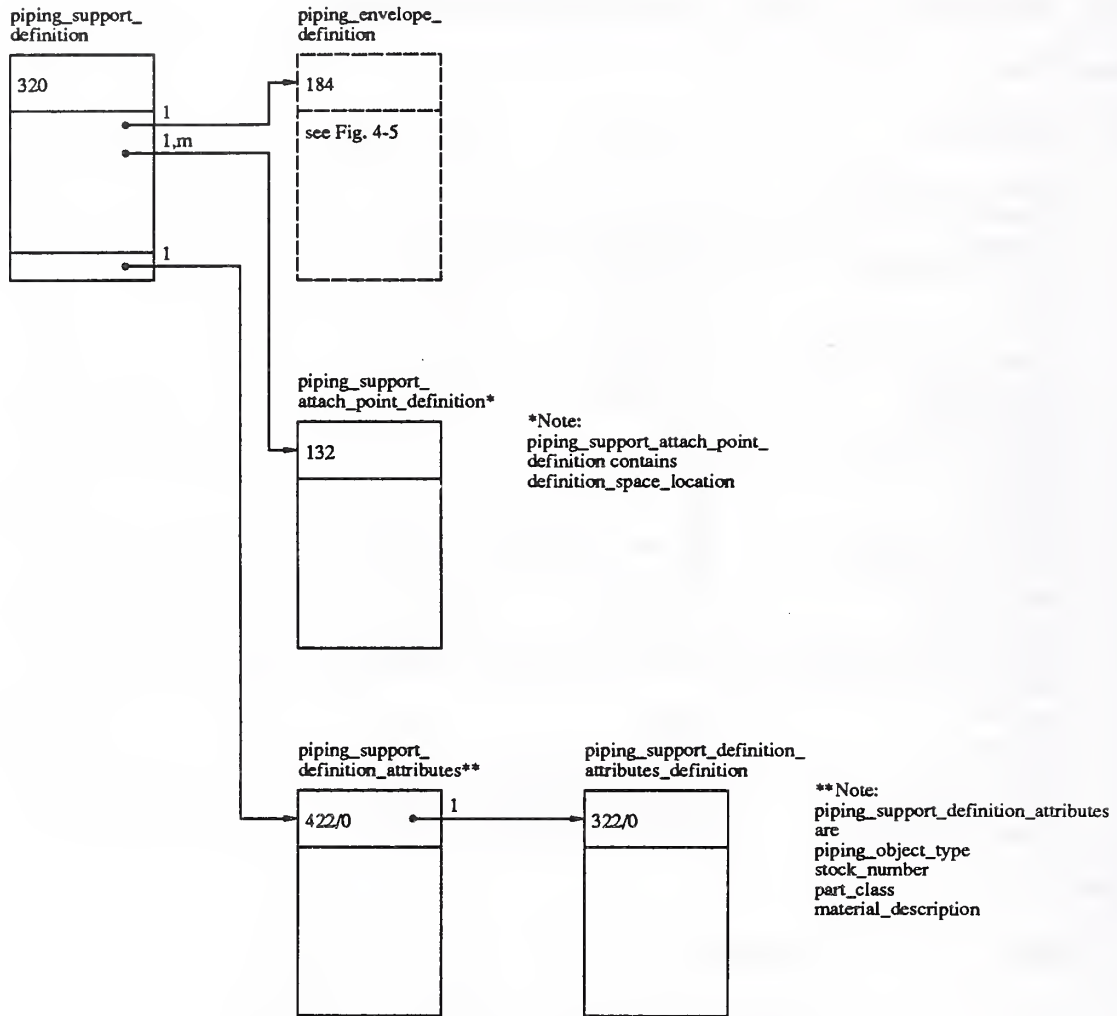 piping_support_
definition
320
1
1,m
1
piping_envelope_
definition
184
see Fig. 4-5
piping_support_
attach_point_definition*
132
*Note:
piping_support_attach_point_
definition contains
definition_space_location
piping_support_
definition_attributes**
422/0
1
piping_support_definition_
attributes_definition
322/0
**Note:
piping_support_definition_attributes
are
piping_object_type
stock_number
part_class
material_description